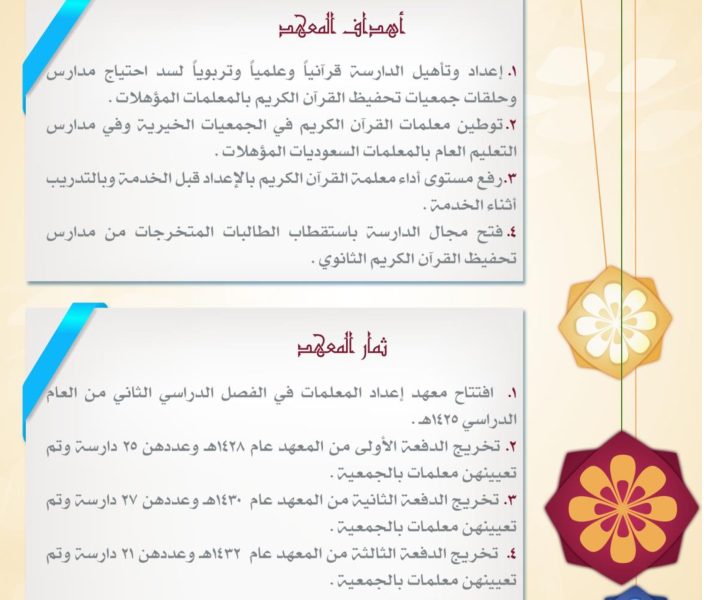 أهداف المعهد
١. إعداد وتأهيل الدارسة قرآنياً وعلمياً وتربوياً لسد احتياج مدارس
وحلقات جمعيات تحفيظ القرآن الكريم بالمعلمات المؤهلات .
٢. توطين معلمات القرآن الكريم في الجمعيات الخيرية وفي مدارس
التعليم العام بالمعلمات السعوديات المؤهلات .
٣. رفع مستوى أداء معلمة القرآن الكريم بالإعداد قبل الخدمة وبالتدريب
أثناء الخدمة .
٤. فتح مجال الدارسة باستقطاب الطالبات المتخرجات من مدارس
تحفيظ القرآن الكريم الثانوي .
ثمار المعهد
١. افتتاح معهد إعداد المعلمات في الفصل الدراسي الثاني من العام
الدراسي ١٤٢٥هـ .
٢. تخريج الدفعة الأولى من المعهد عام ١٤٢٨هـ وعددهن ٢٥ دارسة وتم
تعيينهن معلمات بالجمعية .
٣. تخريج الدفعة الثانية من المعهد عام ١٤٣٠هـ وعددهن ٢٧ دارسة وتم
تعيينهن معلمات بالجمعية .
٤. تخريج الدفعة الثالثة من المعهد عام ١٤٣٢هـ وعددهن ٢١ دارسة وتم
تعيينهن معلمات بالجمعية .